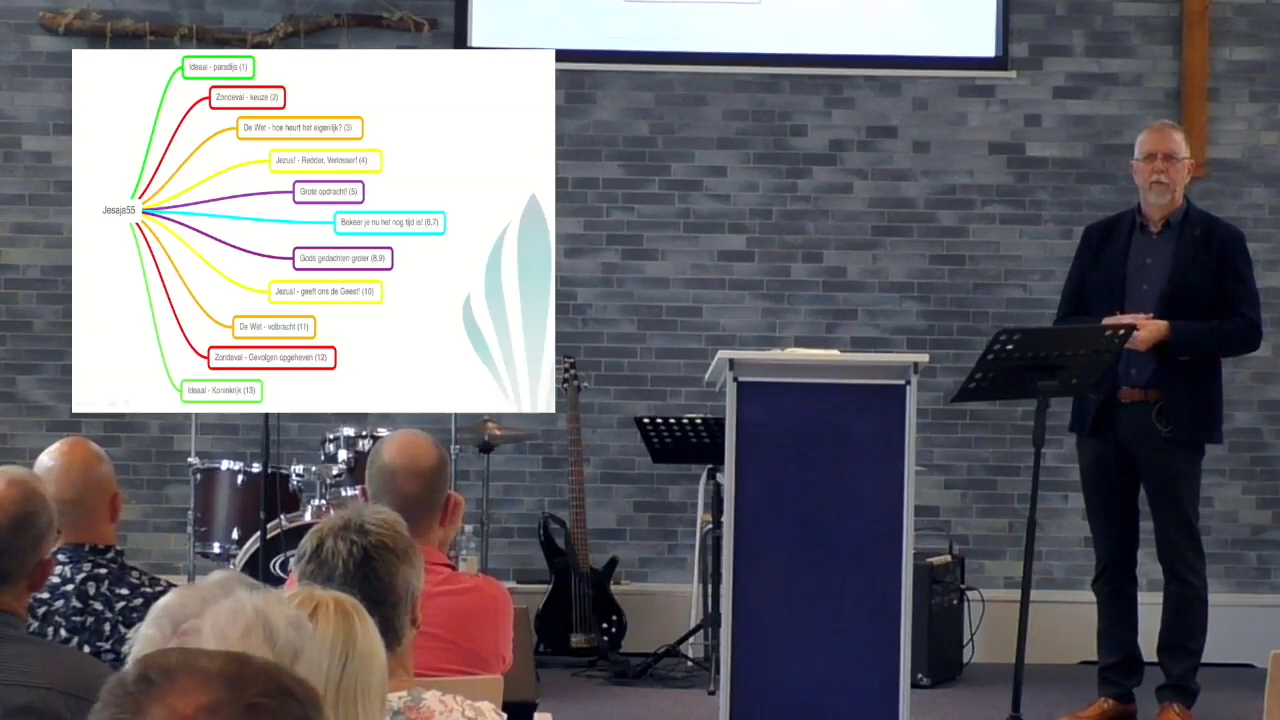 Ideaal - paradijs (1)
Zondeval - keuze (2)
De Wet - hoe heurt het eigenlijk? (3)
Jezus! - Redder, Verlosser! (4)
Grote opdracht! (5)
Jesaja55
Bekeer je nu het nog tijd is! (6,7)
Gods gedachten groter (8,9)
Jezus! - geeft ons de Geest! (10)
De Wet - volbracht (11)
Zondeval - Gevolgen opgeheven (12)
Ideaal - Koninkrijk (13)